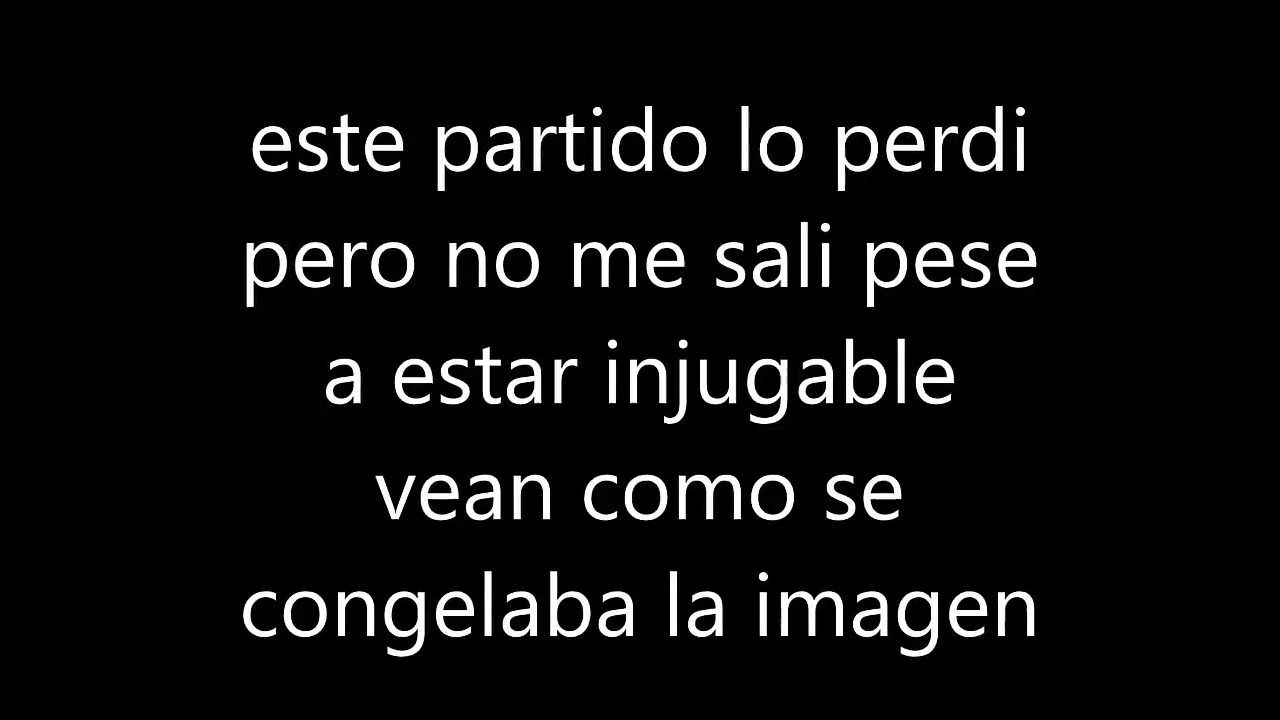 este partido lo perdi
pero no me sali pese
a estar injugable
vean como se
congelaba la imagen